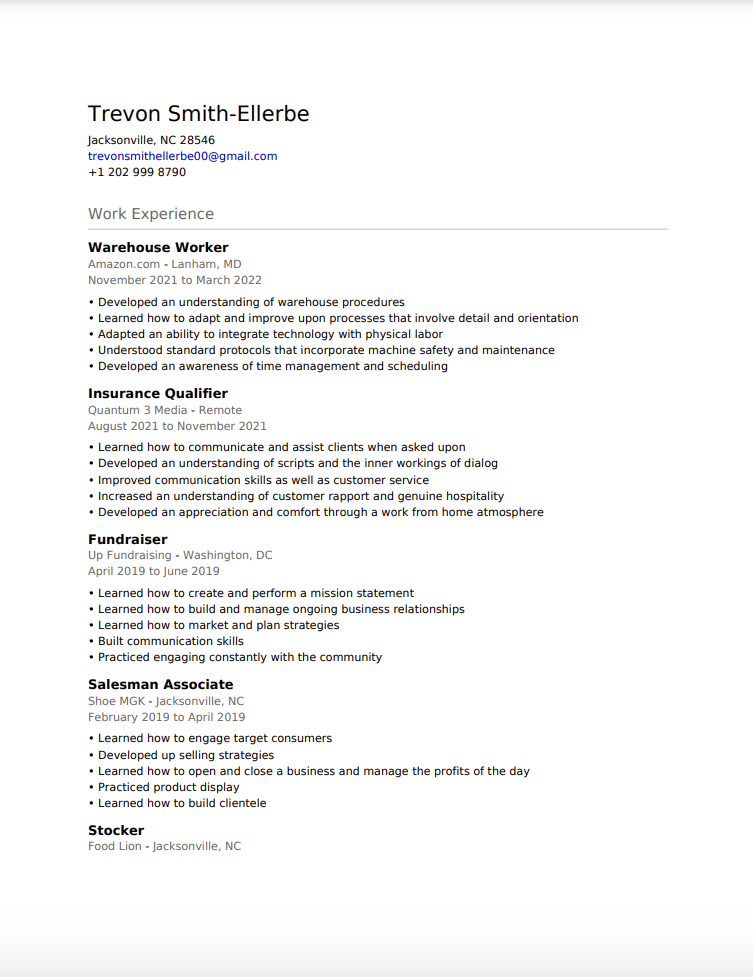 Trevon Smith-Ellerbe
Jacksonville, NC 28546
trevonsmithellerbe00@gmail.com
+1 202 999 8790
Work Experience
Warehouse Worker
Amazon.com - Lanham, MD
November 2021 to March 2022
• Developed an understanding of warehouse procedures
• Learned how to adapt and improve upon processes that involve detail and orientation
• Adapted an ability to integrate technology with physical labor
• Understood standard protocols that incorporate machine safety and maintenance
• Developed an awareness of time management and scheduling
Insurance Qualifier
Quantum 3 Media - Remote
August 2021 to November 2021
• Learned how to communicate and assist clients when asked upon
• Developed an understanding of scripts and the inner workings of dialog
• Improved communication skills as well as customer service
• Increased an understanding of customer rapport and genuine hospitality
• Developed an appreciation and comfort through a work from home atmosphere
Fundraiser
Up Fundraising - Washington, DC
April 2019 to June 2019
• Learned how to create and perform a mission statement
• Learned how to build and manage ongoing business relationships
• Learned how to market and plan strategies
• Built communication skills
• Practiced engaging constantly with the community
Salesman Associate
Shoe MGK - Jacksonville, NC
February 2019 to April 2019
• Learned how to engage target consumers
• Developed up selling strategies
• Learned how to open and close a business and manage the profits of the day
• Practiced product display
• Learned how to build clientele
Stocker
Food Lion - Jacksonville, NC